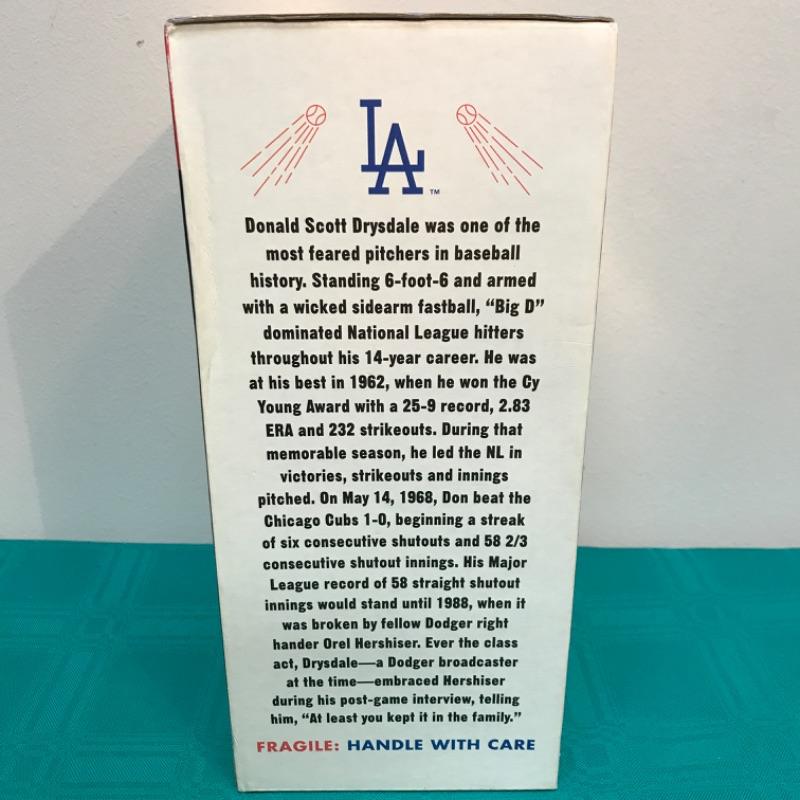 LA™
Donald Scott Drysdale was one of the
most feared pitchers in baseball
history. Standing 6-foot-6 and armed
with a wicked sidearm fastball, “Big D”
dominated National League hitters
throughout his 14-year career. He was
at his best in 1962, when he won the Cy
Young Award with a 25-9 record, 2.83
ERA and 232 strikeouts. During that
memorable season, he led the NL in
victories, strikeouts and innings
pitched. On May 14, 1968, Don beat the
Chicago Cubs 1-0, beginning a streak
of six consecutive shutouts and 58 2/3
consecutive shutout innings. His Major
League record of 58 straight shutout
innings would stand until 1988, when it
was broken by fellow Dodger right
hander Orel Hershiser. Ever the class
act, Drysdale—a Dodger broadcaster
at the time—embraced Hershiser
during his post-game interview, telling
him, “At least you kept it in the family.”
FRAGILE: HANDLE WITH CARE